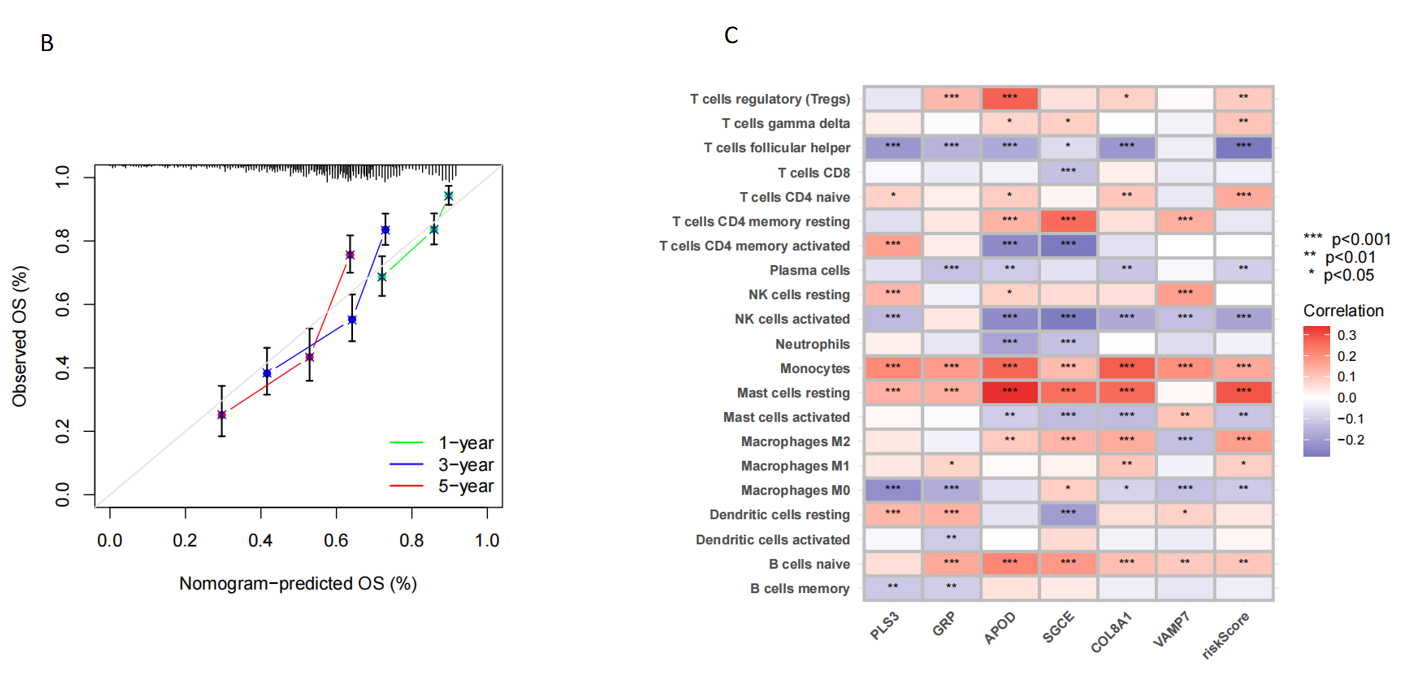 B
Observed OS (%)
1.0
0.8
0.6
0.4
0.2
0.0
1−year
3−year
5−year
0.0 0.2 0.4 0.6 0.8 1.0
Nomogram−predicted OS (%)
C
T cells regulatory (Tregs) *** *** * **
T cells gamma delta * * **
T cells follicular helper *** *** *** * *** ***
T cells CD8 ***
T cells CD4 naive * * ** ***
T cells CD4 memory resting *** *** ***
T cells CD4 memory activated *** *** ***
Plasma cells *** ** ** **
NK cells resting *** * ***
NK cells activated *** *** *** *** *** ***
Neutrophils *** ***
Monocytes *** *** *** *** *** *** ***
Mast cells resting *** *** *** *** *** ***
Mast cells activated ** *** *** ** **
Macrophages M2 ** *** *** *** ***
Macrophages M1 * ** *
Macrophages M0 *** *** * * *** **
Dendritic cells resting *** *** *** *
Dendritic cells activated **
B cells naive *** *** *** *** ** **
B cells memory ** **
PLS3 GRP APOD SGCE COL8A1 VAMP7 riskScore
*** p<0.001
** p<0.01
* p<0.05
Correlation
0.3
0.2
0.1
0.0
−0.1
−0.2